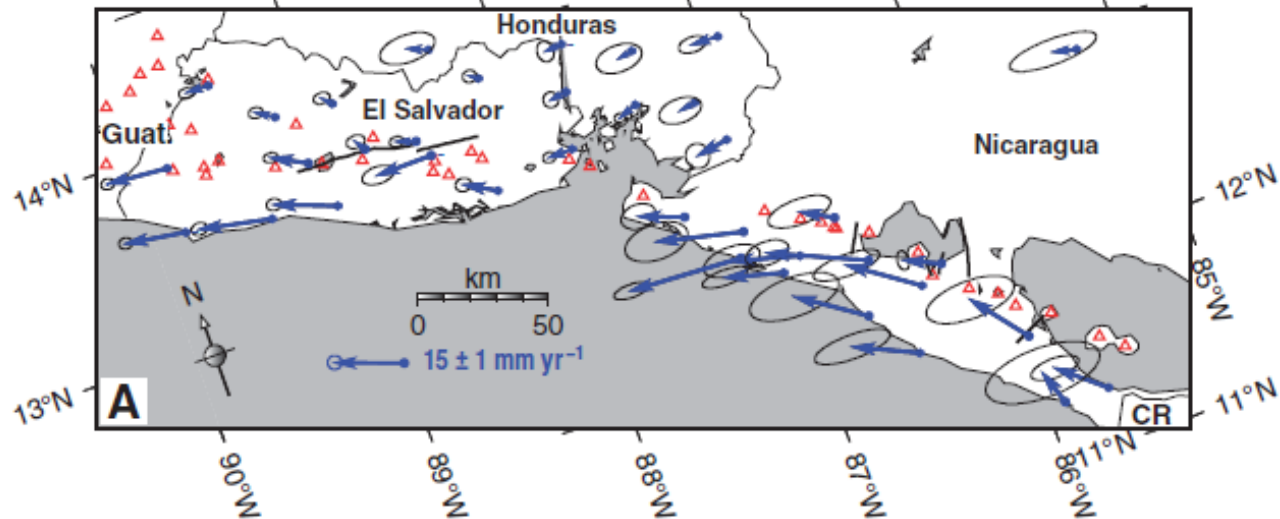 Honduras
El Salvador
Guat.
Nicaragua
14°N
12°N
N
km
0 50
85°W
15 ± 1 mm yr⁻¹
13°N
A
CR
11°N
11°N
90°W
89°W
88°W
87°W
86°W